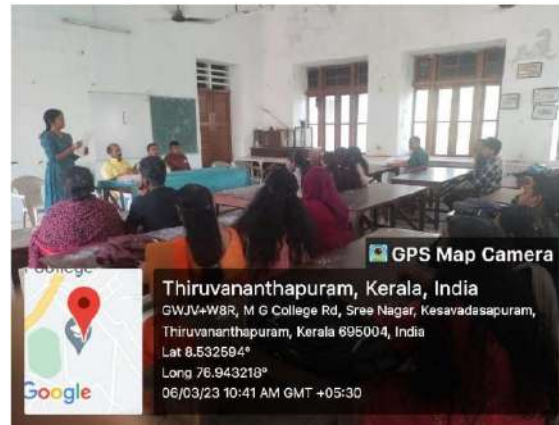 GPS Map Camera
Google
Thiruvananthapuram, Kerala, India
GWJV+W8R, M G College Rd, Sree Nagar, Kesavadasapuram,
Thiruvananthapuram, Kerala 695004, India
Lat 8.532594°
Long 76.943218°
06/03/23 10:41 AM GMT +05:30